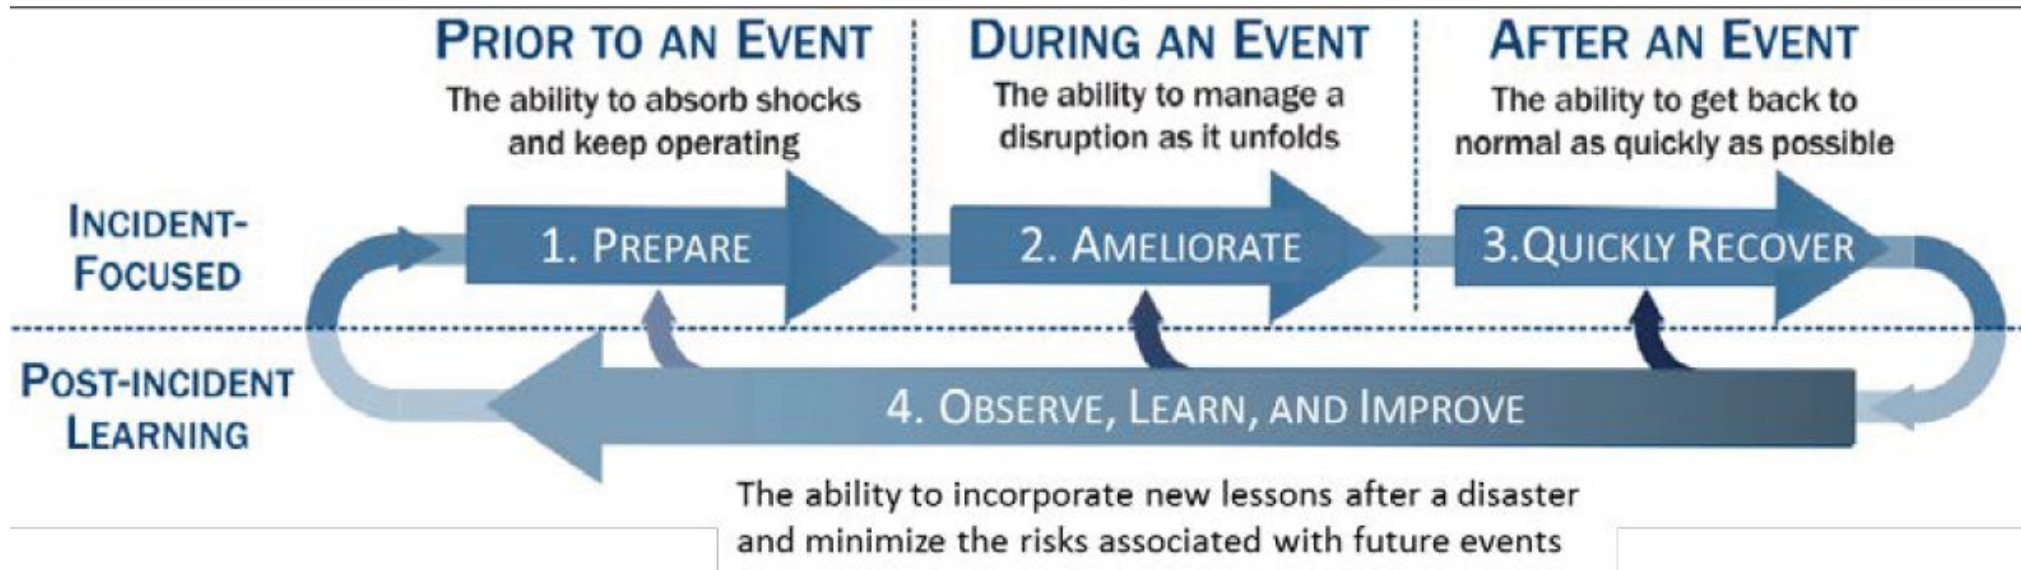 PRIOR TO AN EVENT
The ability to absorb shocks
and keep operating
DURING AN EVENT
The ability to manage a
disruption as it unfolds
AFTER AN EVENT
The ability to get back to
normal as quickly as possible
INCIDENT-
FOCUSED
1. PREPARE
2. AMELIORATE
3.QUICKLY RECOVER
POST-INCIDENT
LEARNING
4. OBSERVE, LEARN, AND IMPROVE
The ability to incorporate new lessons after a disaster
and minimize the risks associated with future events